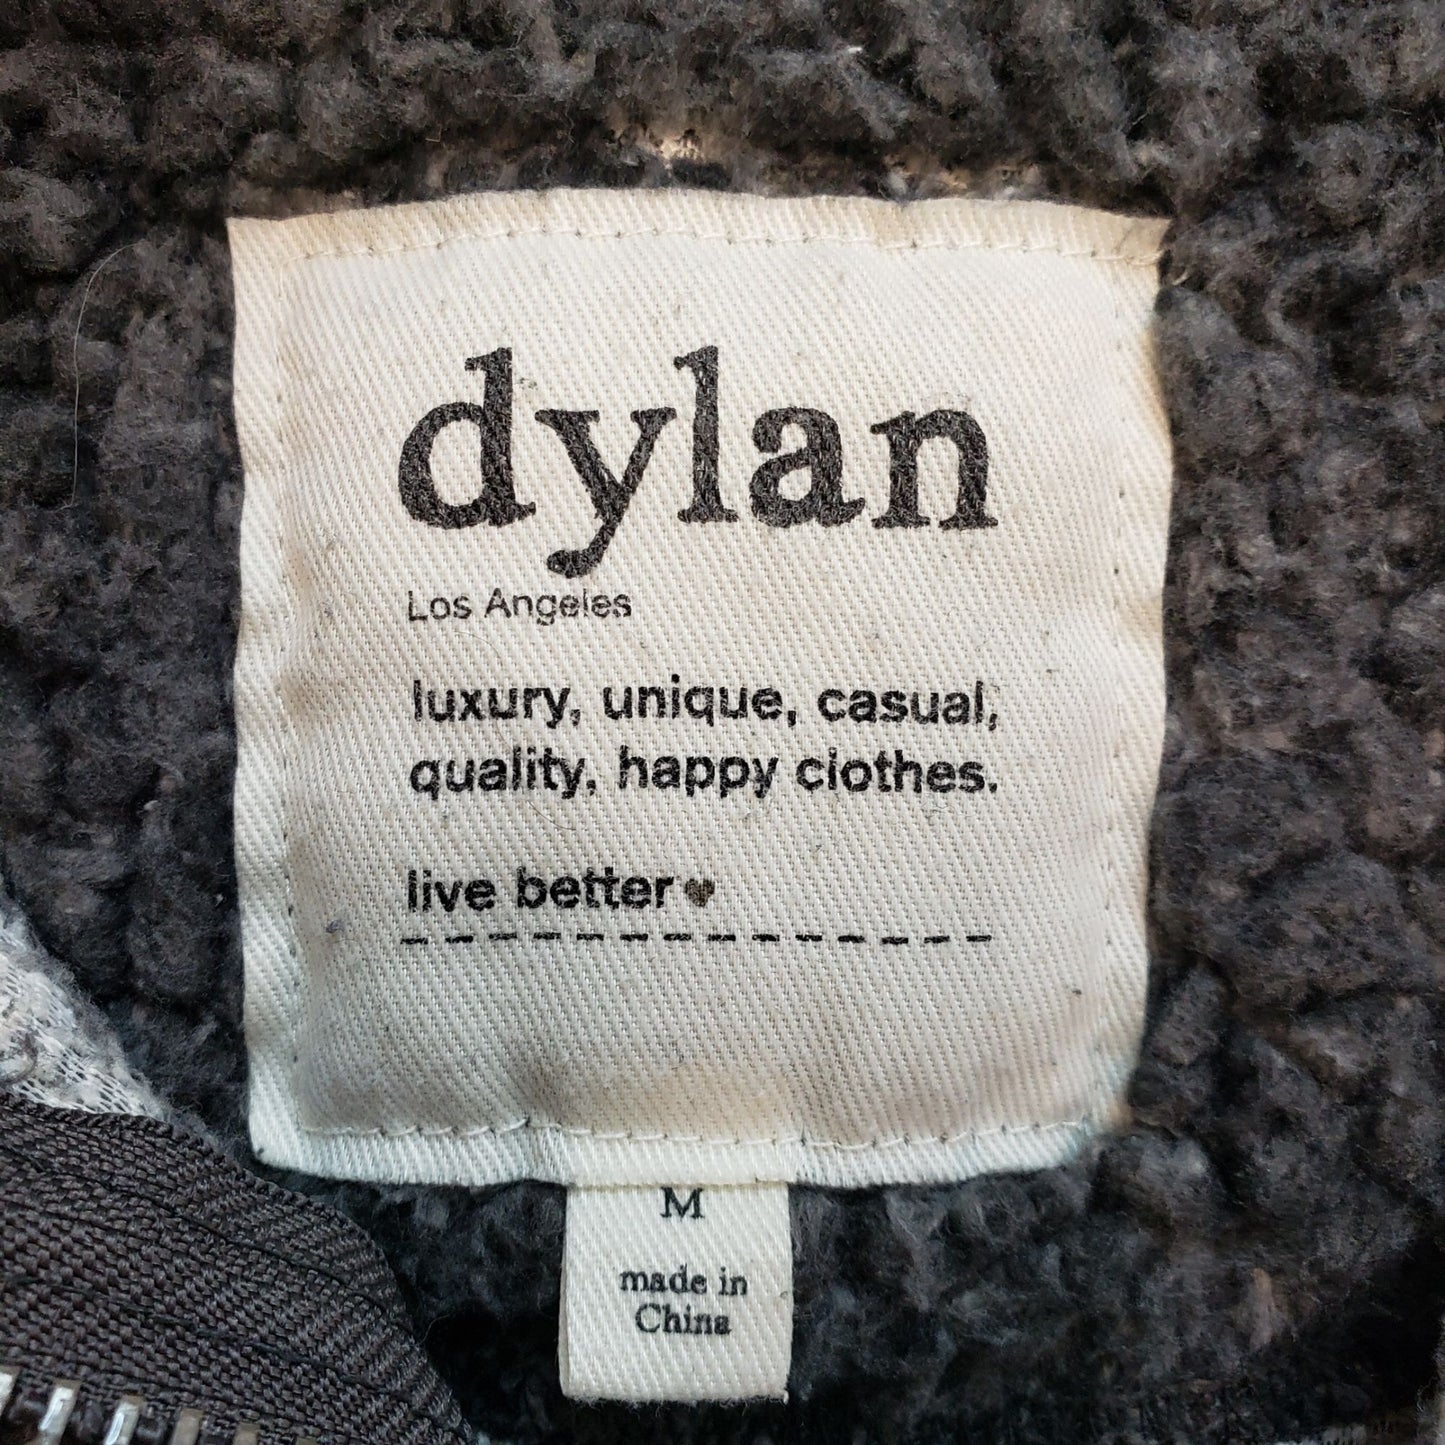 dylan
Los Angeles
luxury, unique, casual,
quality, happy clothes.
live better♥
M
made in
China